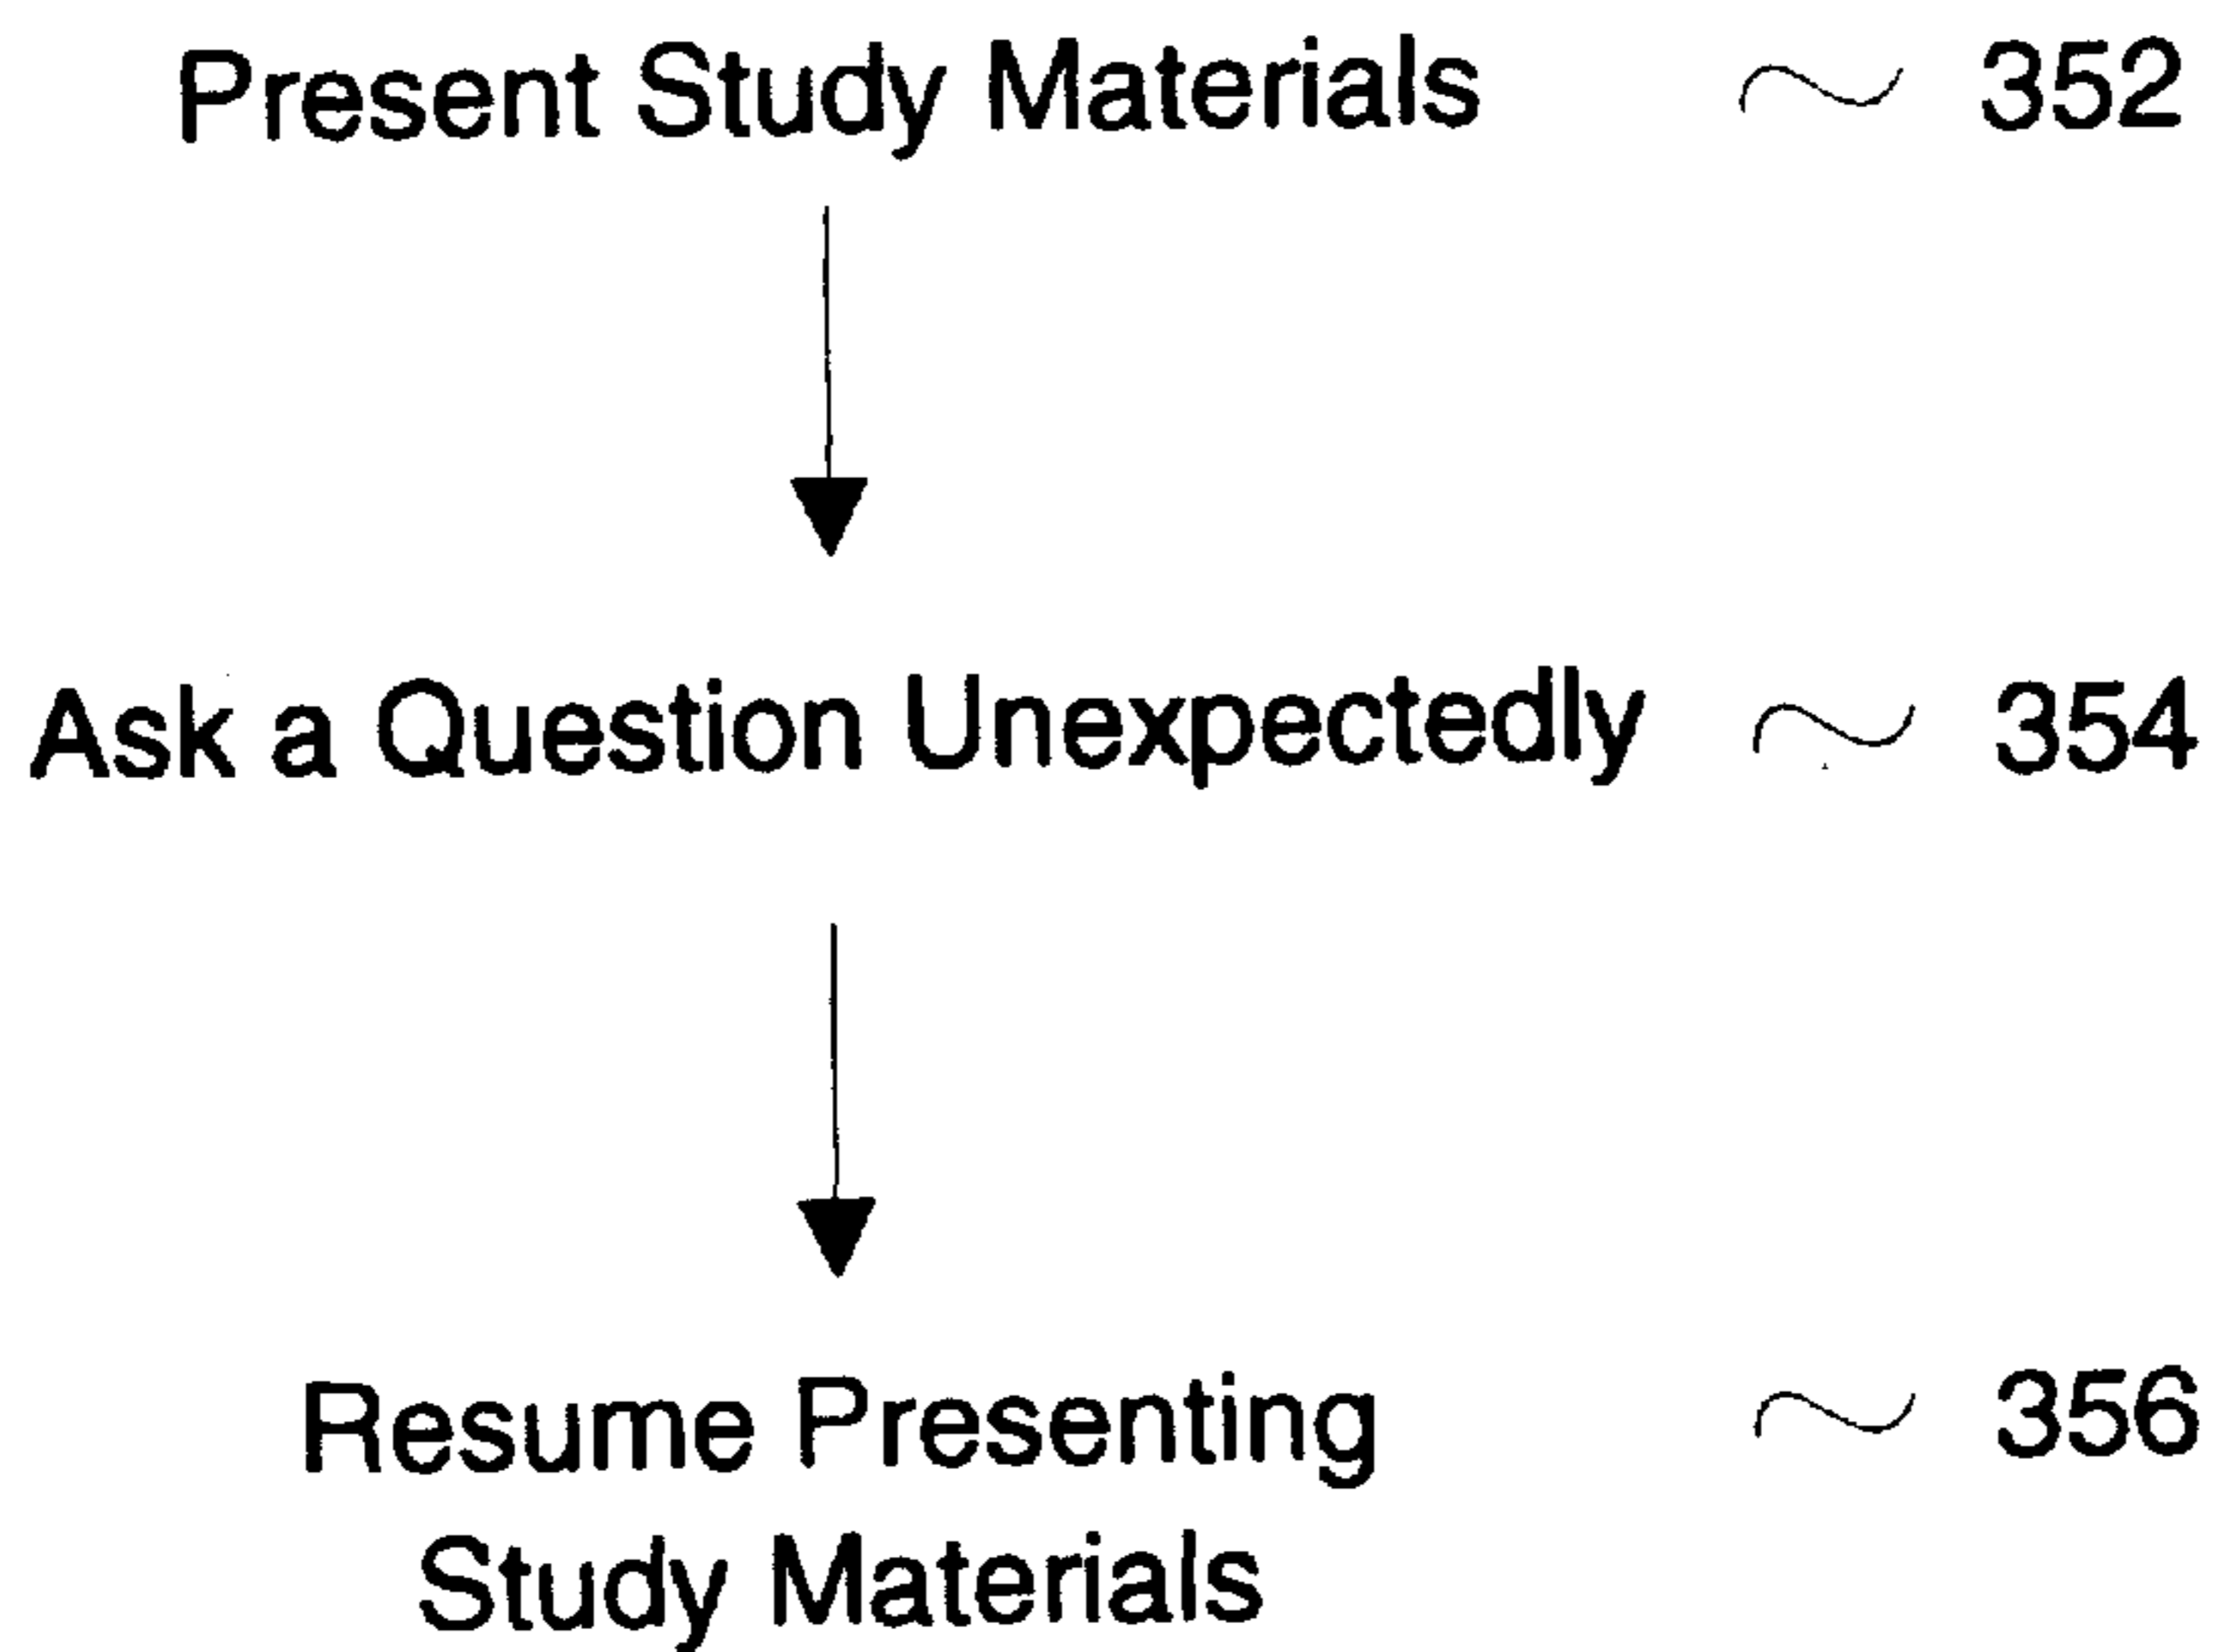 Present Study Materials 352
Ask a Question Unexpectedly 354
Resume Presenting 356
Study Materials